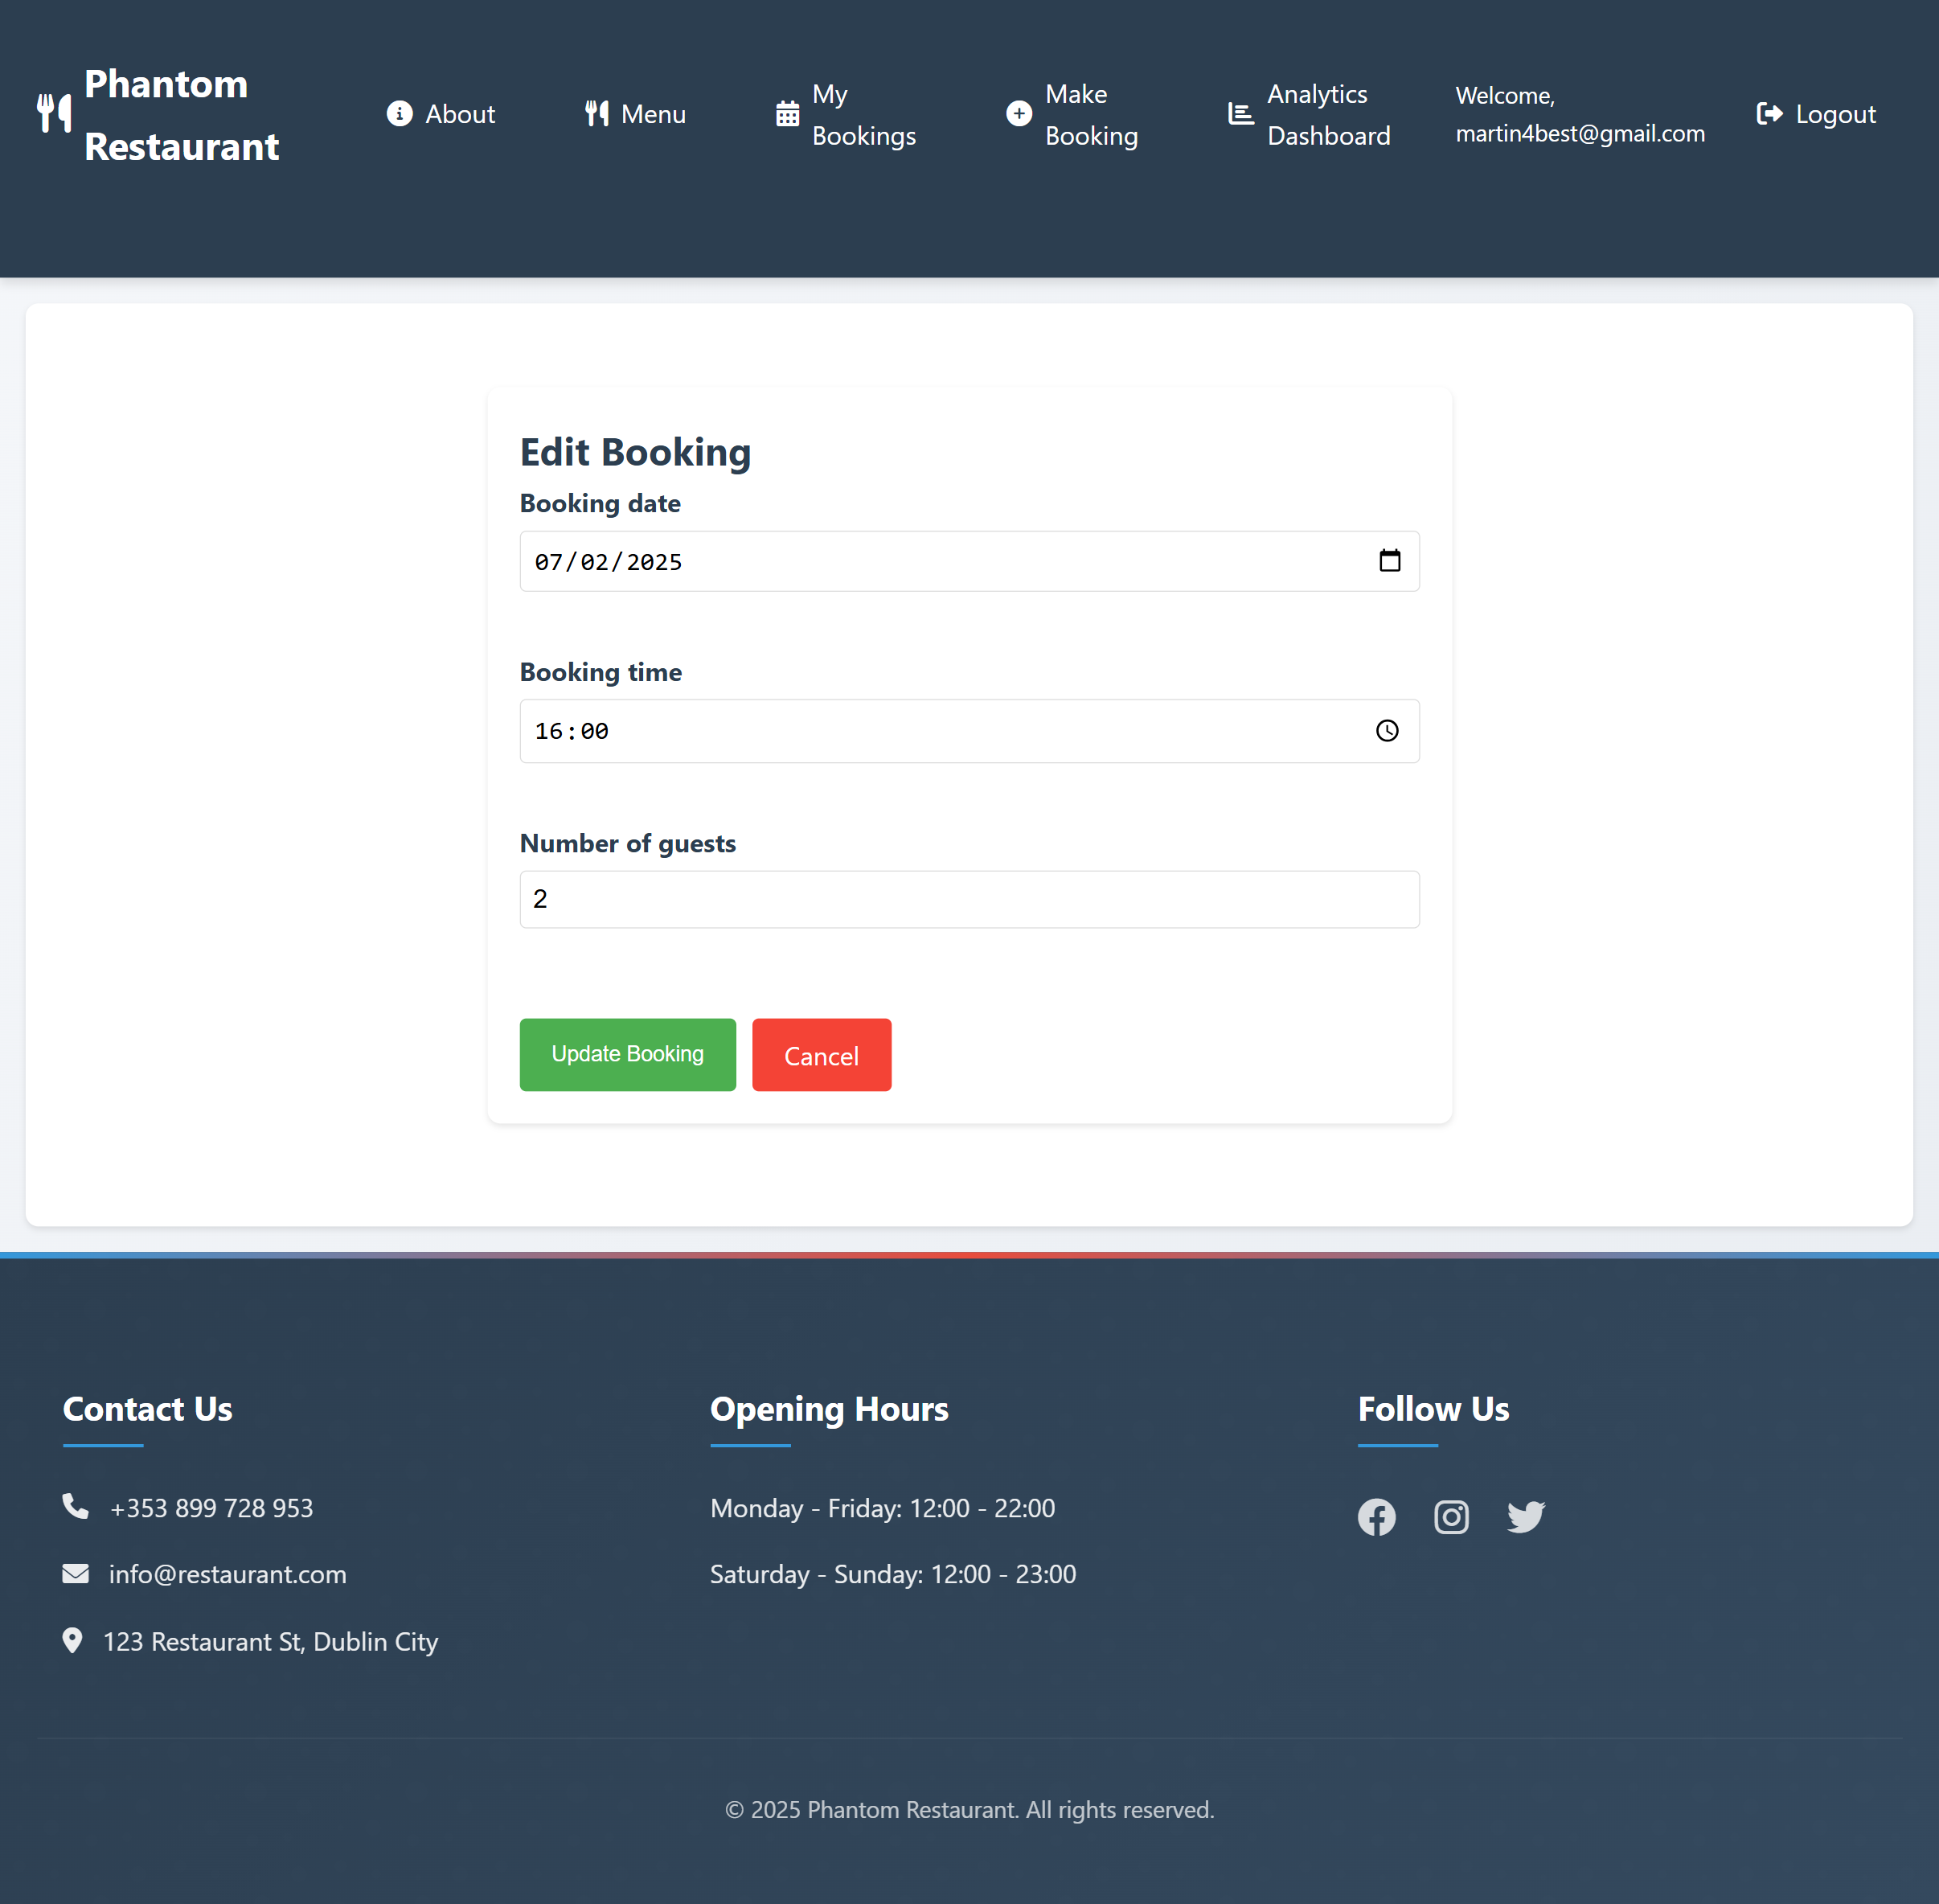 Phantom
Restaurant
About
Menu
My
Bookings
Make
Booking
Analytics
Dashboard
Welcome,
martin4best@gmail.com
Logout
Edit Booking
Booking date
07/02/2025
Booking time
16:00
Number of guests
2
Update Booking
Cancel
Contact Us
+353 899 728 953
info@restaurant.com
123 Restaurant St, Dublin City
Opening Hours
Monday - Friday: 12:00 - 22:00
Saturday - Sunday: 12:00 - 23:00
Follow Us
© 2025 Phantom Restaurant. All rights reserved.